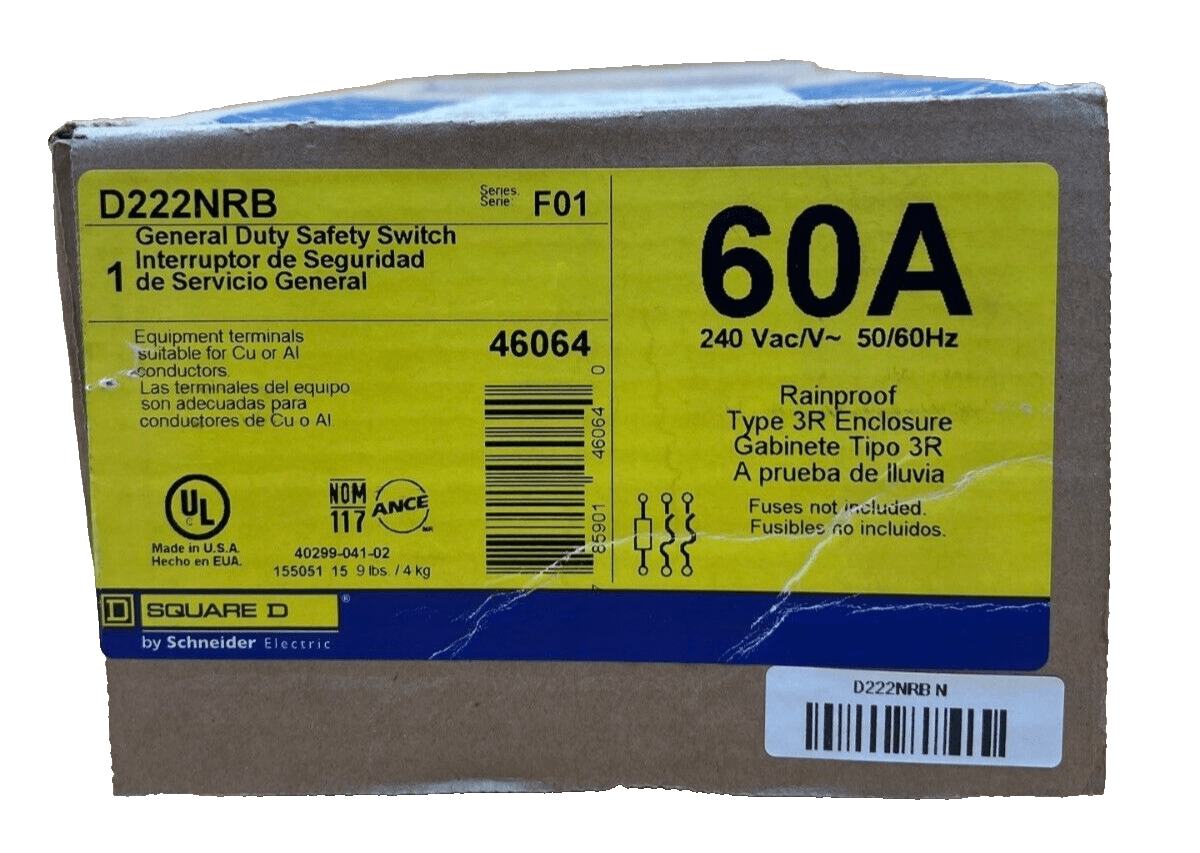 D222NRB
Series.
Serie:
F01
1
General Duty Safety Switch
Interruptor de Seguridad
de Servicio General
Equipment terminals
suitable for Cu or Al
conductors.
Las terminales del equipo
son adecuadas para
conductores de Cu o Al.
46064
7 85901 46064 0
UL
Made in U.S.A.
Hecho en EUA.
NOM
117
ANCE
40299-041-02
155051 15 9 lbs. / 4 kg
60A
240 Vac/V~ 50/60Hz
Rainproof
Type 3R Enclosure
Gabinete Tipo 3R
A prueba de lluvia
Fuses not included.
Fusibles no incluidos.
D SQUARE D ®
by Schneider Electric
D222NRB N